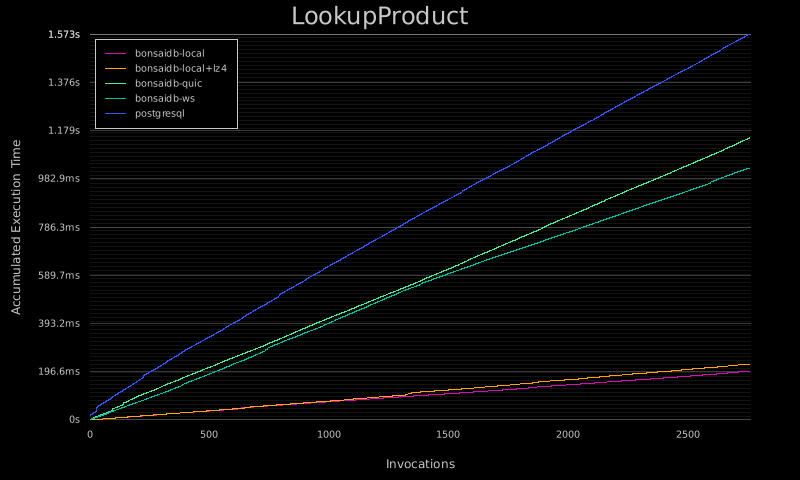 LookupProduct
1.573s
1.376s
1.179s
982.9ms
786.3ms
589.7ms
393.2ms
196.6ms
0s
bonsaidb-local
bonsaidb-local+lz4
bonsaidb-quic
bonsaidb-ws
postgresql
Accumulated Execution Time
0 500 1000 1500 2000 2500
Invocations